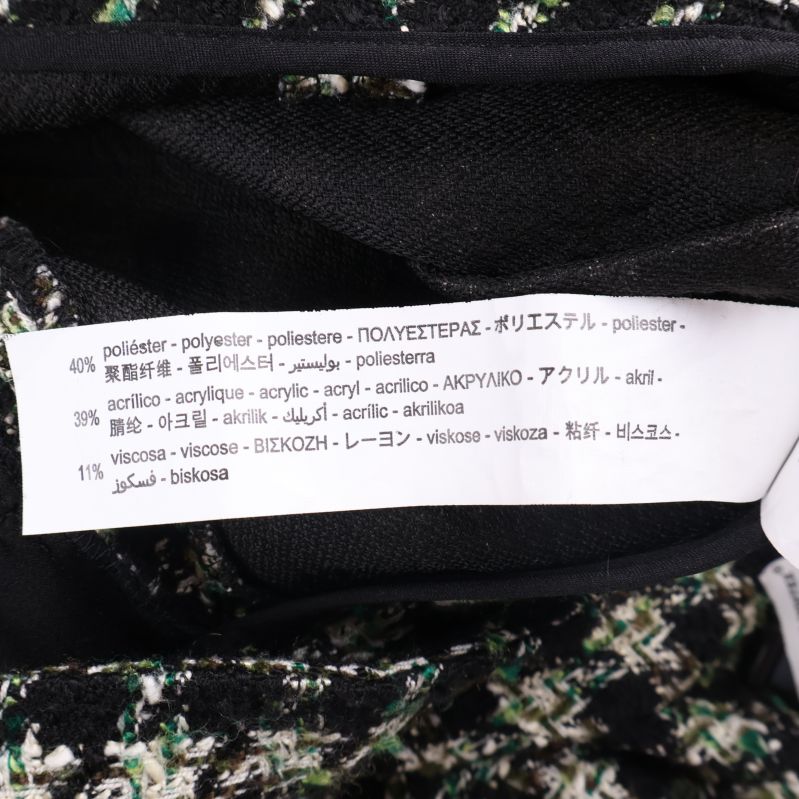 40% poliéster - polyester - poliestere - ΠΟΛΥΕΣΤΕΡΑΣ - ポリエステル - poliester -
聚酯纤维 - 폴리에스터 - بوليستير - poliesterra
39% acrílico - acrylique - acrylic - acryl - acrilico - ΑΚΡΥΛΙΚΟ - アクリル - akril -
腈纶 - 아크릴 - akrilik - أكريليك - acrílic - akrilikoa
11% viscosa - viscose - ΒΙΣΚΟΖΗ - レーヨン - viskose - viskoza - 粘纤 - 비스코스 -
فسكوز - biskosa